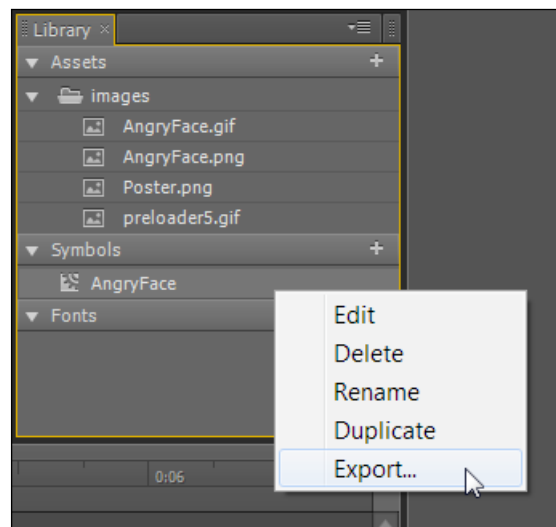 Library
Assets
images
AngryFace.gif
AngryFace.png
Poster.png
preloader5.gif
Symbols
AngryFace
Fonts
Edit
Delete
Rename
Duplicate
Export...
0:06